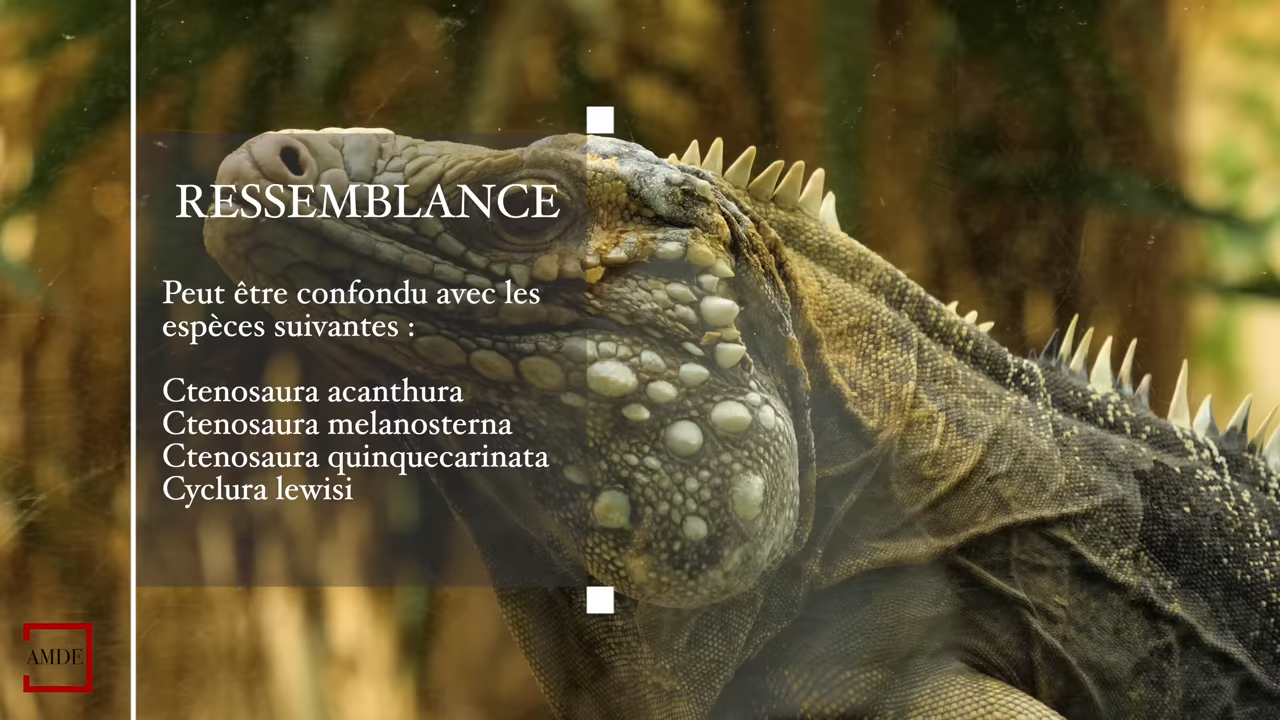 RESSEMBLANCE
Peut être confondu avec les
espèces suivantes :
Ctenosaura acanthura
Ctenosaura melanosterna
Ctenosaura quinquecarinata
Cyclura lewisi
AMDE